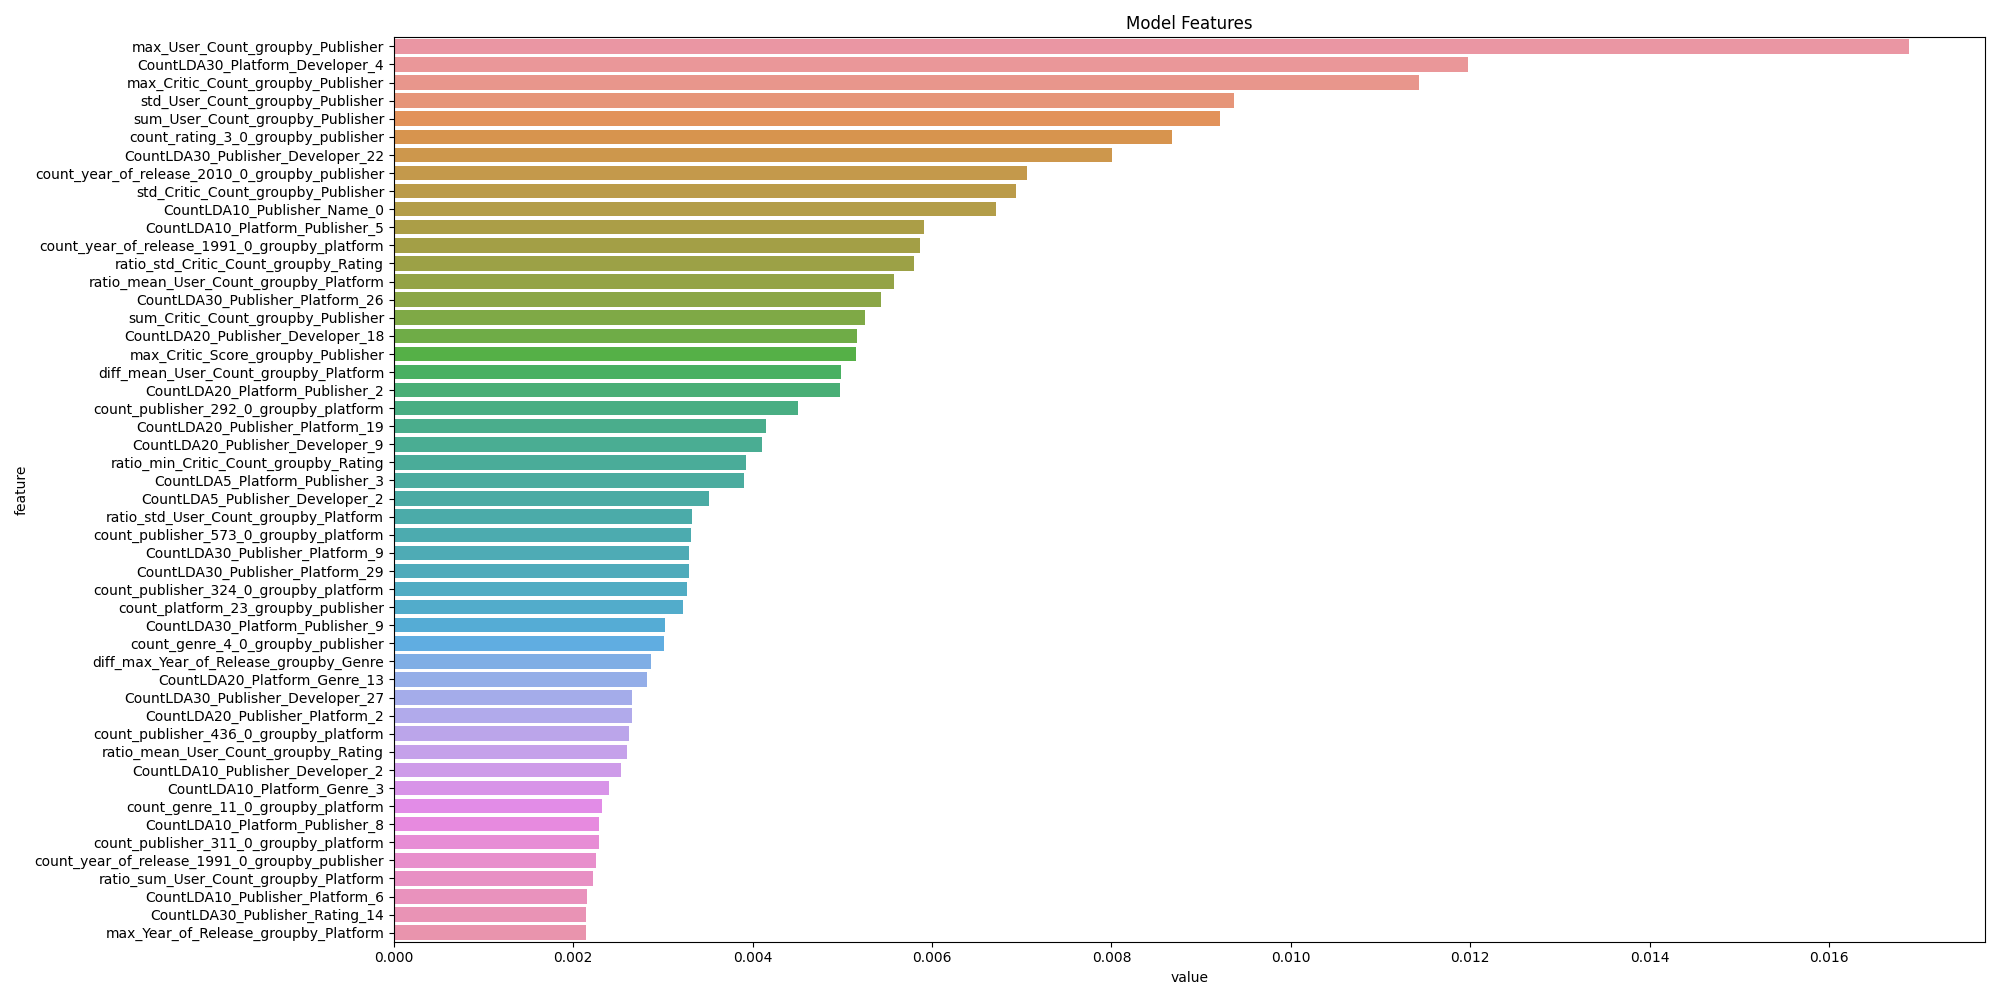 Model Features
max_User_Count_groupby_Publisher
CountLDA30_Platform_Developer_4
max_Critic_Count_groupby_Publisher
std_User_Count_groupby_Publisher
sum_User_Count_groupby_Publisher
count_rating_3_0_groupby_publisher
CountLDA30_Publisher_Developer_22
count_year_of_release_2010_0_groupby_publisher
std_Critic_Count_groupby_Publisher
CountLDA10_Publisher_Name_0
CountLDA10_Platform_Publisher_5
count_year_of_release_1991_0_groupby_platform
ratio_std_Critic_Count_groupby_Rating
ratio_mean_User_Count_groupby_Platform
CountLDA30_Publisher_Platform_26
sum_Critic_Count_groupby_Publisher
CountLDA20_Publisher_Developer_18
max_Critic_Score_groupby_Publisher
diff_mean_User_Count_groupby_Platform
CountLDA20_Platform_Publisher_2
count_publisher_292_0_groupby_platform
CountLDA20_Publisher_Platform_19
CountLDA20_Publisher_Developer_9
ratio_min_Critic_Count_groupby_Rating
CountLDA5_Platform_Publisher_3
CountLDA5_Publisher_Developer_2
ratio_std_User_Count_groupby_Platform
count_publisher_573_0_groupby_platform
CountLDA30_Publisher_Platform_9
CountLDA30_Publisher_Platform_29
count_publisher_324_0_groupby_platform
count_platform_23_groupby_publisher
CountLDA30_Platform_Publisher_9
count_genre_4_0_groupby_publisher
diff_max_Year_of_Release_groupby_Genre
CountLDA20_Platform_Genre_13
CountLDA30_Publisher_Developer_27
CountLDA20_Publisher_Platform_2
count_publisher_436_0_groupby_platform
ratio_mean_User_Count_groupby_Rating
CountLDA10_Publisher_Developer_2
CountLDA10_Platform_Genre_3
count_genre_11_0_groupby_platform
CountLDA10_Platform_Publisher_8
count_publisher_311_0_groupby_platform
count_year_of_release_1991_0_groupby_publisher
ratio_sum_User_Count_groupby_Platform
CountLDA10_Publisher_Platform_6
CountLDA30_Publisher_Rating_14
max_Year_of_Release_groupby_Platform
feature
0.000 0.002 0.004 0.006 0.008 0.010 0.012 0.014 0.016
value